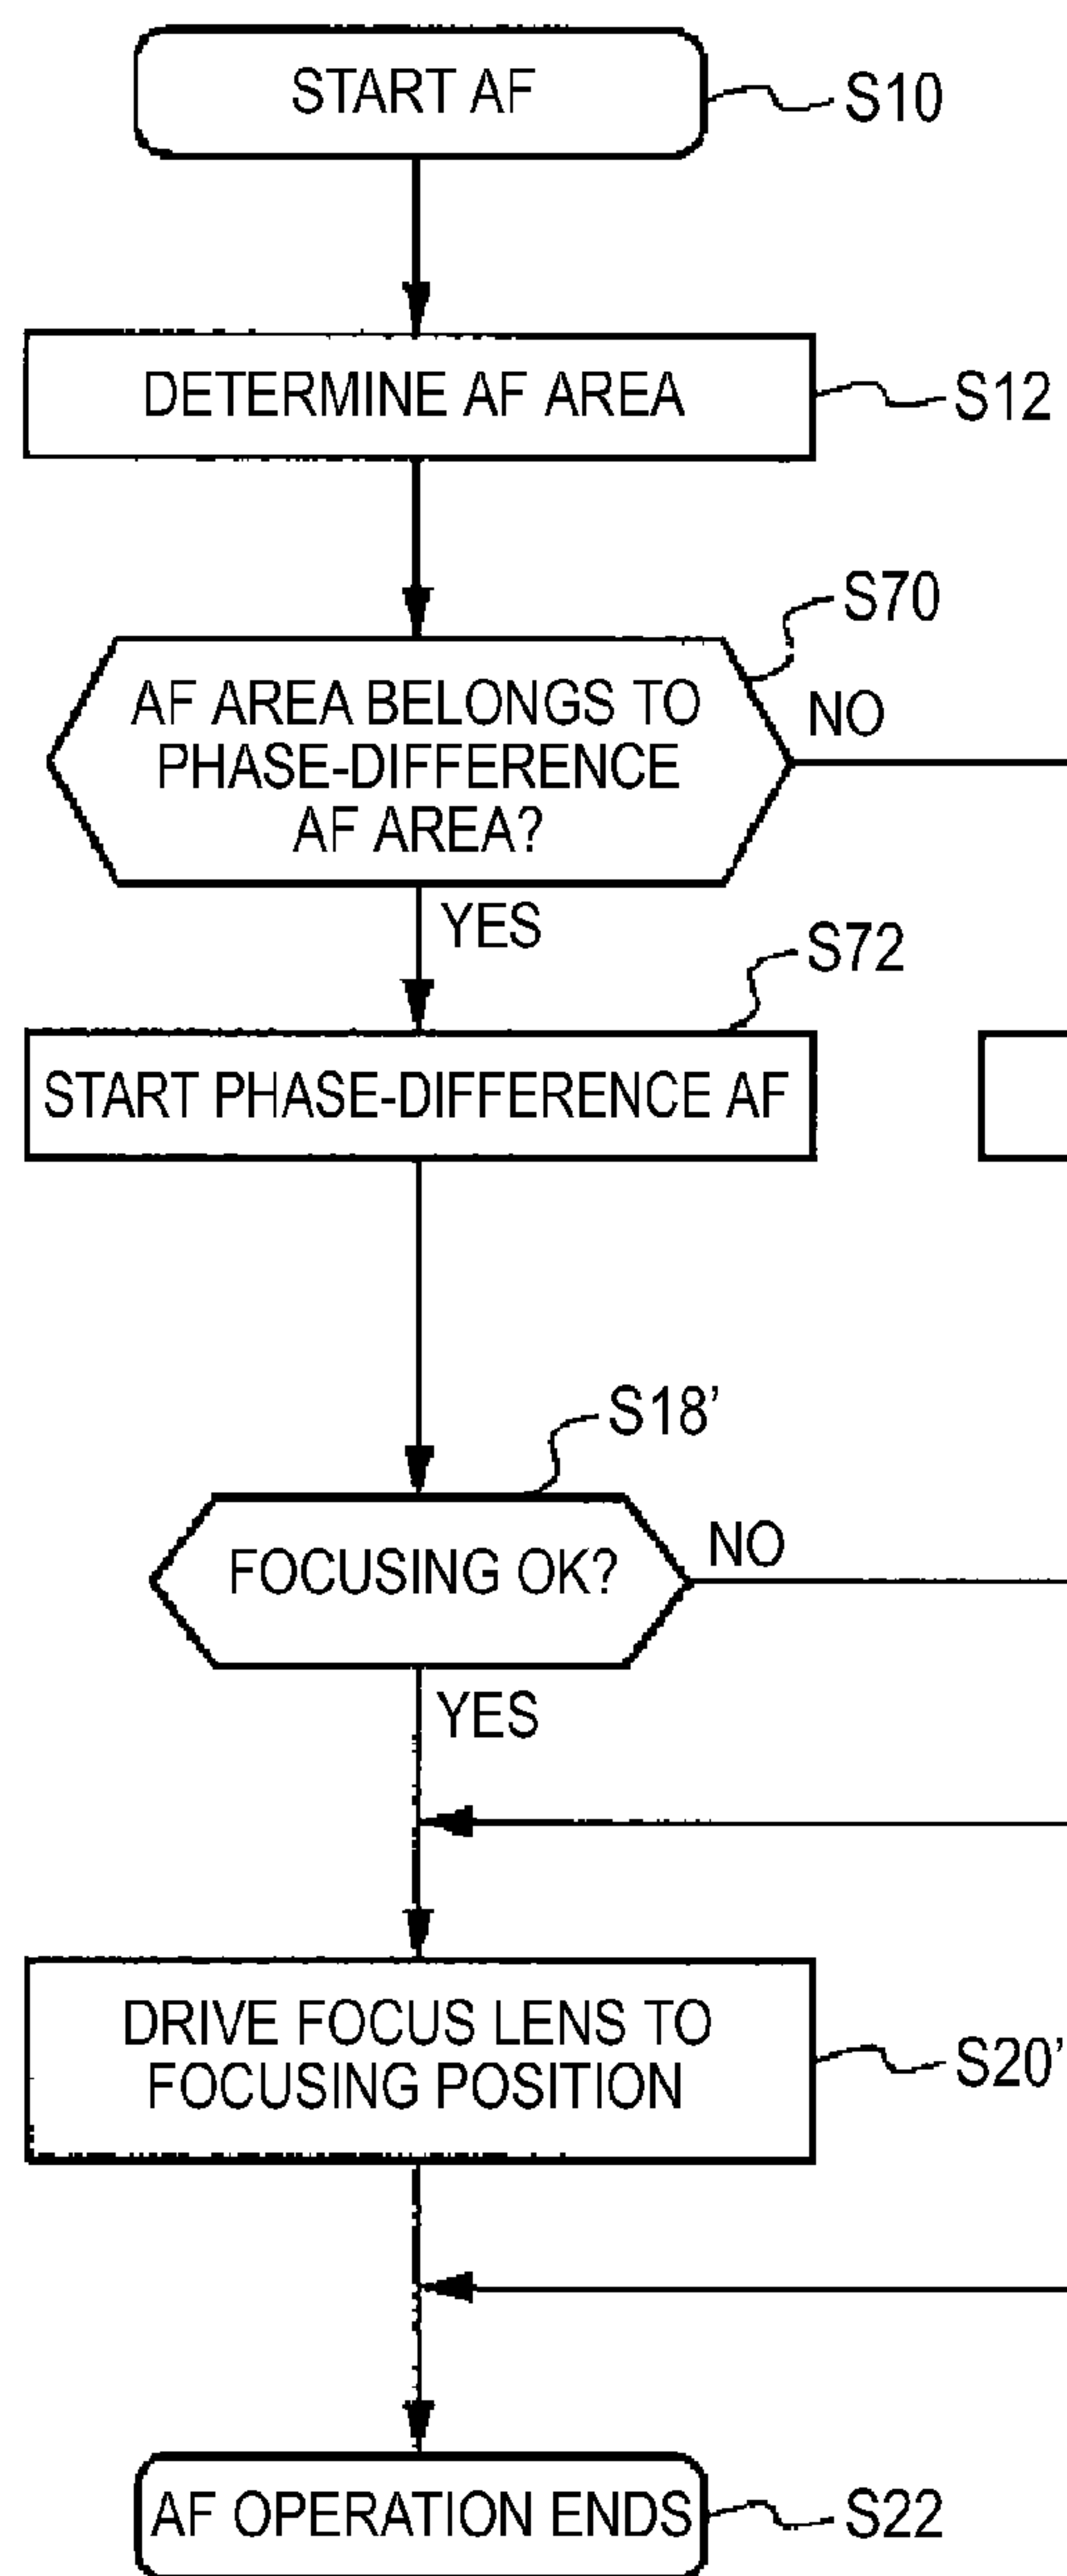 START AF
S10
DETERMINE AF AREA
S12
S70
AF AREA BELONGS TO
PHASE-DIFFERENCE
AF AREA?
NO
YES
S72
START PHASE-DIFFERENCE AF
S18'
FOCUSING OK?
NO
YES
DRIVE FOCUS LENS TO
FOCUSING POSITION
S20'
AF OPERATION ENDS
S22